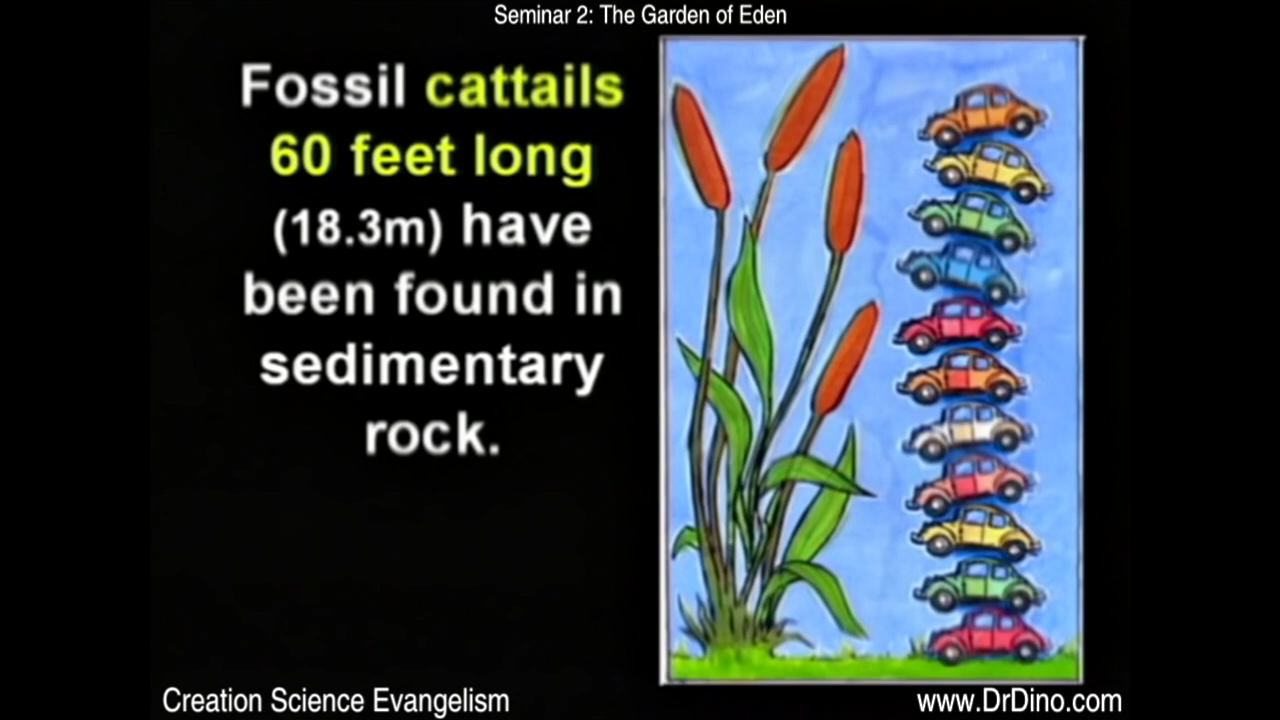 Seminar 2: The Garden of Eden
Fossil cattails
60 feet long
(18.3m) have
been found in
sedimentary
rock.
Creation Science Evangelism
www.DrDino.com